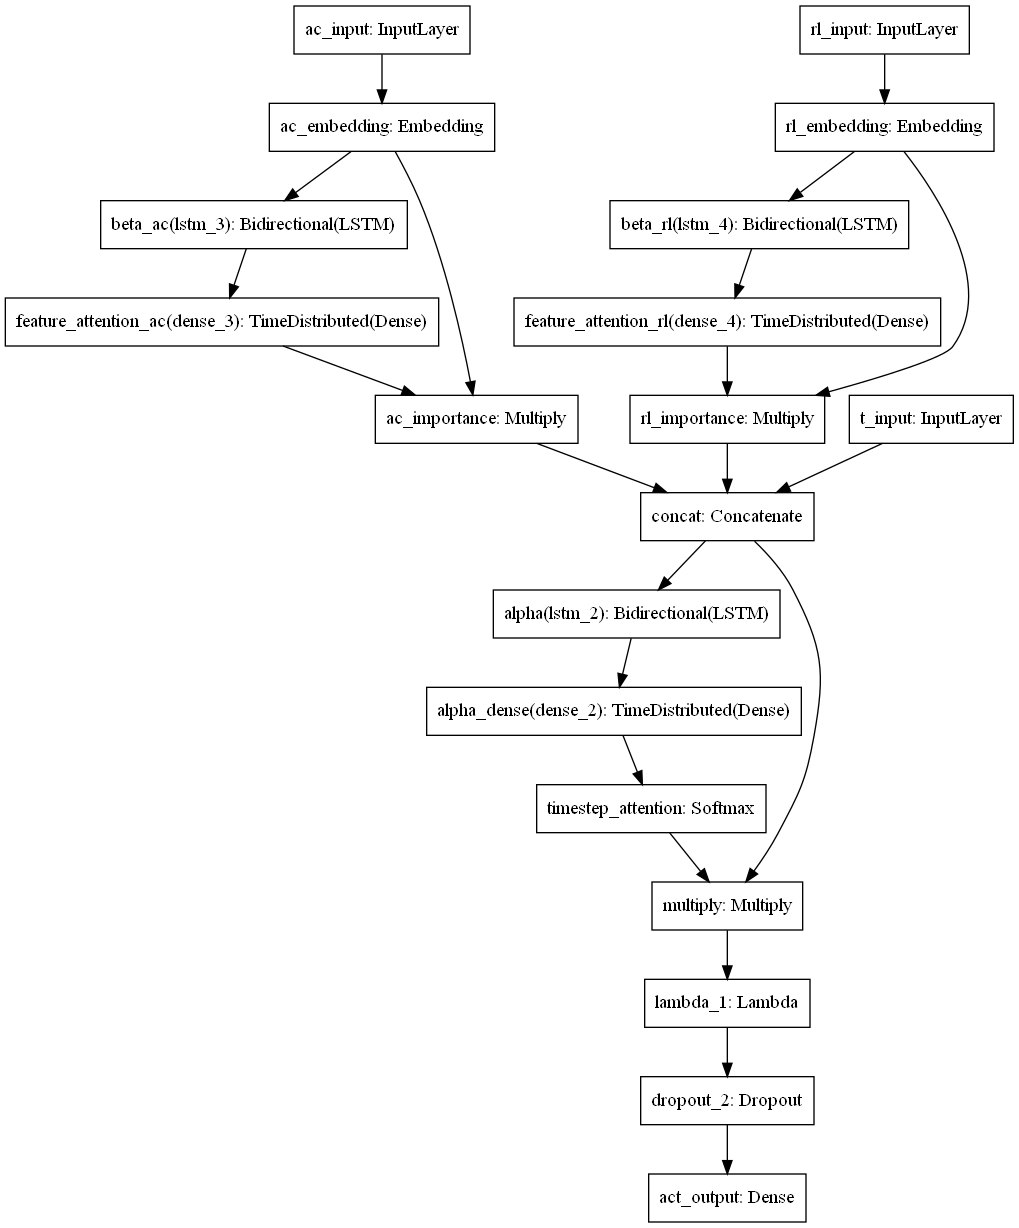 ac_input: InputLayer
rl_input: InputLayer
ac_embedding: Embedding
rl_embedding: Embedding
beta_ac(lstm_3): Bidirectional(LSTM)
beta_rl(lstm_4): Bidirectional(LSTM)
feature_attention_ac(dense_3): TimeDistributed(Dense)
feature_attention_rl(dense_4): TimeDistributed(Dense)
ac_importance: Multiply
rl_importance: Multiply
t_input: InputLayer
concat: Concatenate
alpha(lstm_2): Bidirectional(LSTM)
alpha_dense(dense_2): TimeDistributed(Dense)
timestep_attention: Softmax
multiply: Multiply
lambda_1: Lambda
dropout_2: Dropout
act_output: Dense